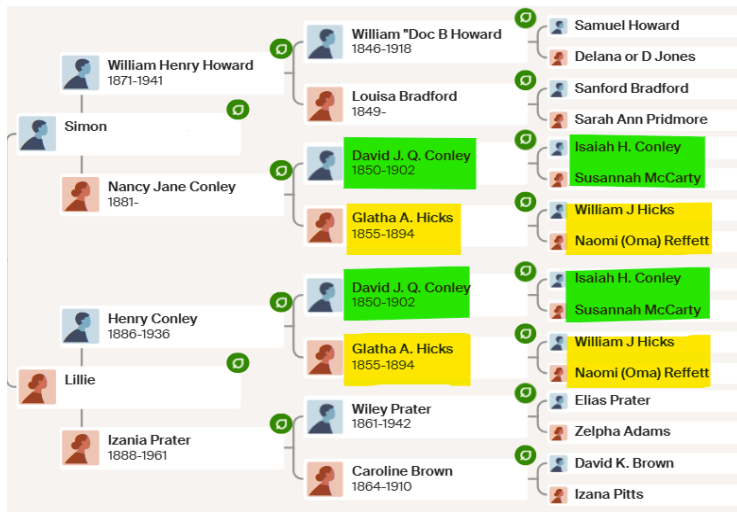 William "Doc B Howard
1846-1918
Samuel Howard
Delana or D Jones
William Henry Howard
1871-1941
Louisa Bradford
1849-
Sanford Bradford
Sarah Ann Pridmore
Simon
David J. Q. Conley
1850-1902
Isaiah H. Conley
Susannah McCarty
Nancy Jane Conley
1881-
Glatha A. Hicks
1855-1894
William J Hicks
Naomi (Oma) Reffett
David J. Q. Conley
1850-1902
Isaiah H. Conley
Susannah McCarty
Henry Conley
1886-1936
Glatha A. Hicks
1855-1894
William J Hicks
Naomi (Oma) Reffett
Lillie
Wiley Prater
1861-1942
Elias Prater
Zelpha Adams
Izania Prater
1888-1961
Caroline Brown
1864-1910
David K. Brown
Izana Pitts